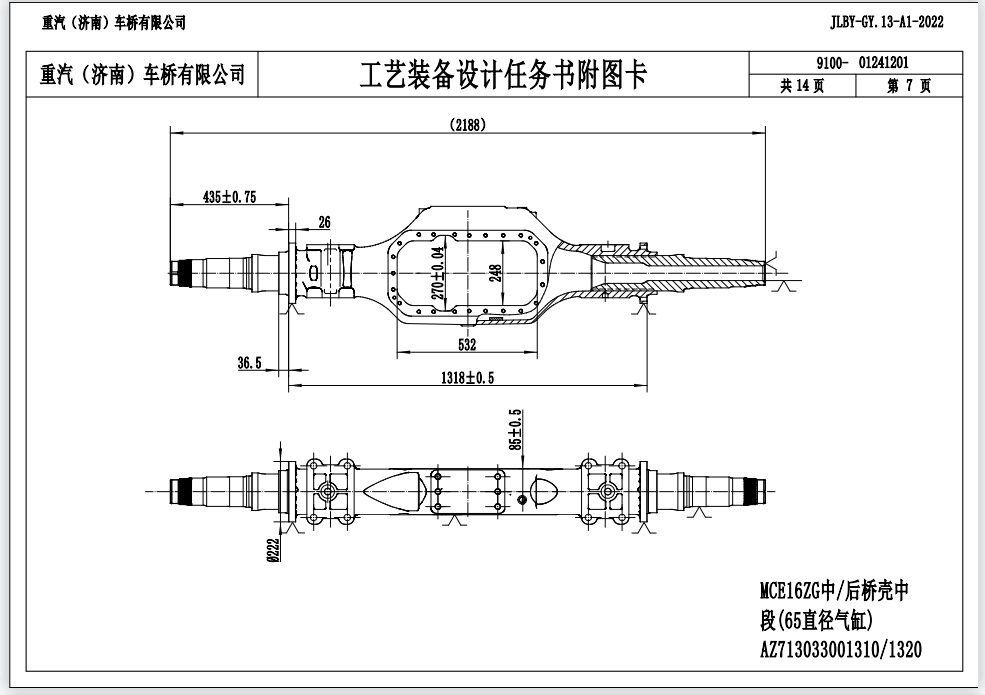 重汽（济南）车桥有限公司
JLBY-GY.13-A1-2022
重汽（济南）车桥有限公司
工艺装备设计任务书附图卡
9100- 01241201
共 14 页
第 7 页
(2188)
435±0.75
26
270±0.04
248
532
36.5
1318±0.5
85±0.5
Ø222
MCE16ZG中/后桥壳中
段(65直径气缸)
AZ713033001310/1320